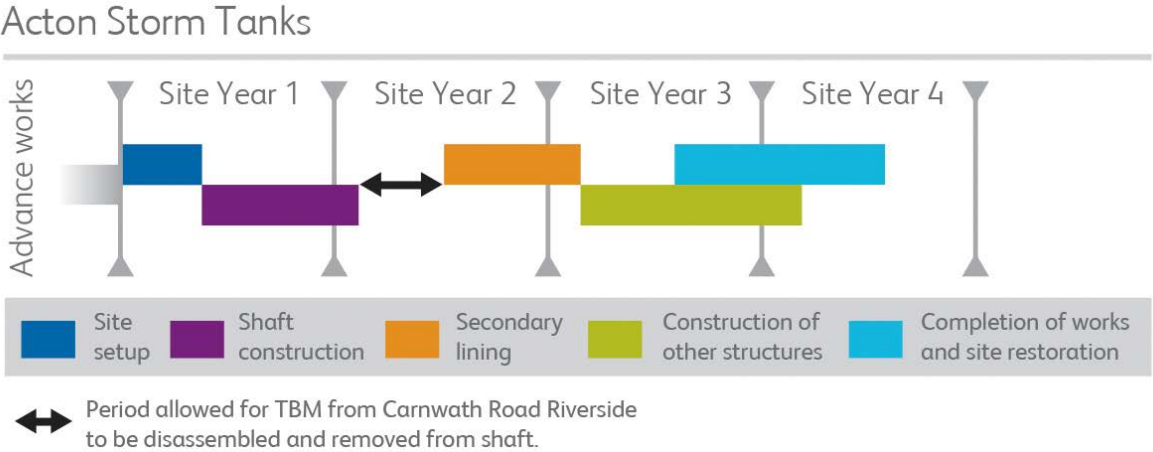 Acton Storm Tanks
Advance works
Site Year 1
Site Year 2
Site Year 3
Site Year 4
Site
setup
Shaft
construction
Secondary
lining
Construction of
other structures
Completion of works
and site restoration
Period allowed for TBM from Carnwath Road Riverside
to be disassembled and removed from shaft.